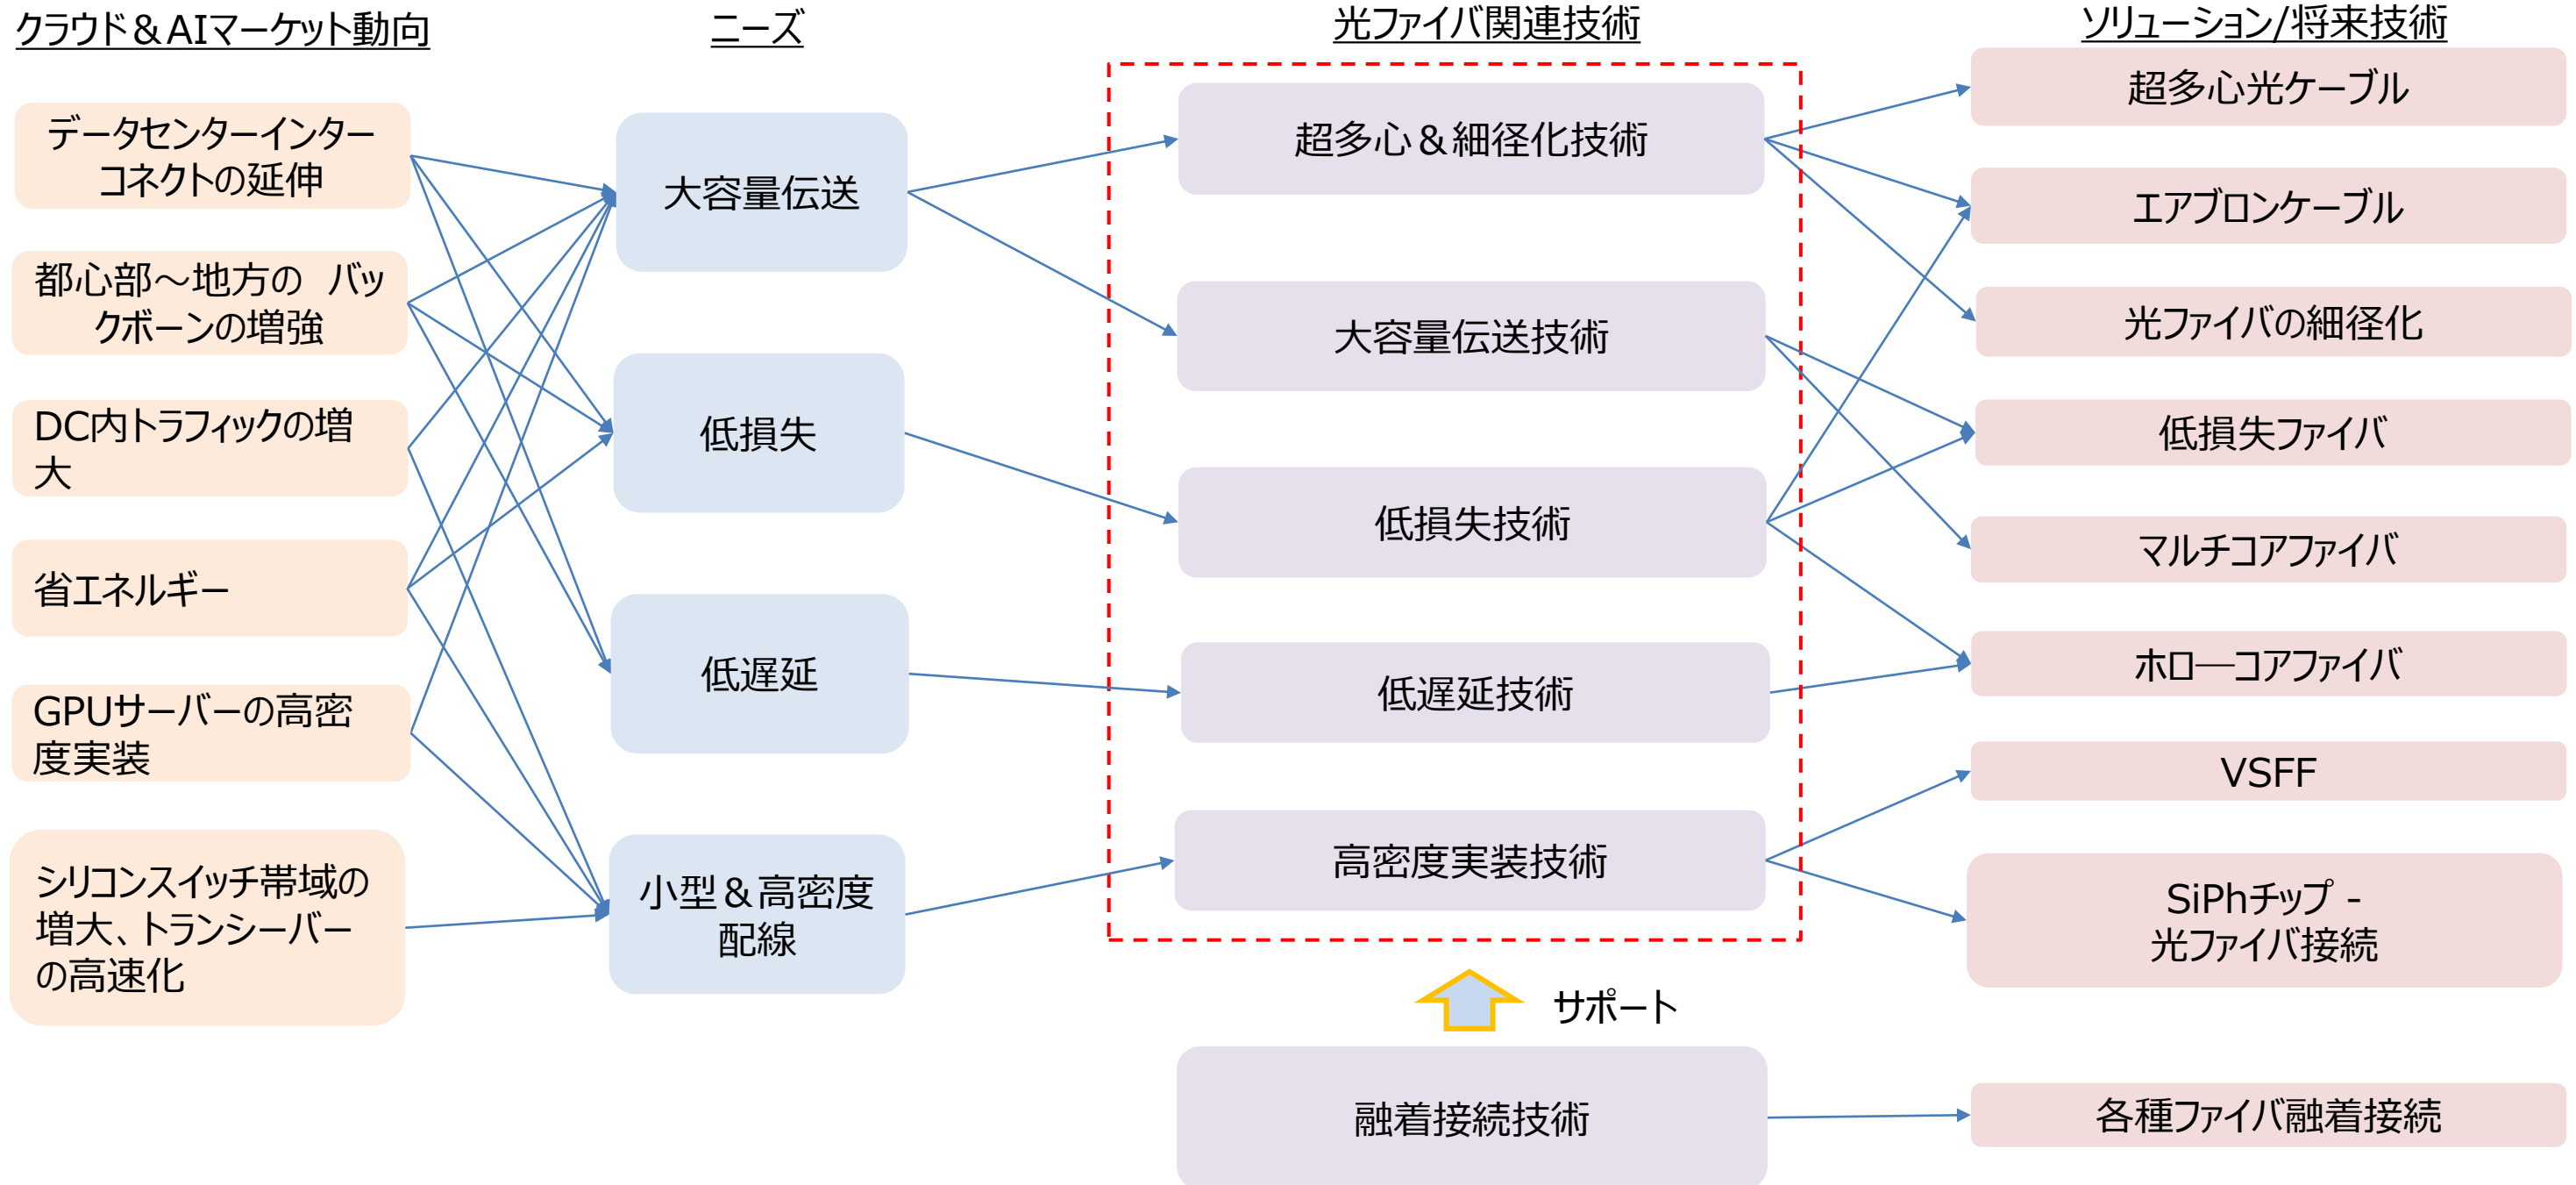 クラウド＆AIマーケット動向
データセンターインター
コネクトの延伸
都心部～地方の　バッ
クボーンの増強
DC内トラフィックの増
大
省エネルギー
GPUサーバーの高密
度実装
シリコンスイッチ帯域の
増大、トランシーバー
の高速化
ニーズ
大容量伝送
低損失
低遅延
小型＆高密度
配線
光ファイバ関連技術
超多心＆細径化技術
大容量伝送技術
低損失技術
低遅延技術
高密度実装技術
サポート
融着接続技術
ソリューション/将来技術
超多心光ケーブル
エアブロンケーブル
光ファイバの細径化
低損失ファイバ
マルチコアファイバ
ホロ―コアファイバ
VSFF
SiPhチップ -
光ファイバ接続
各種ファイバ融着接続